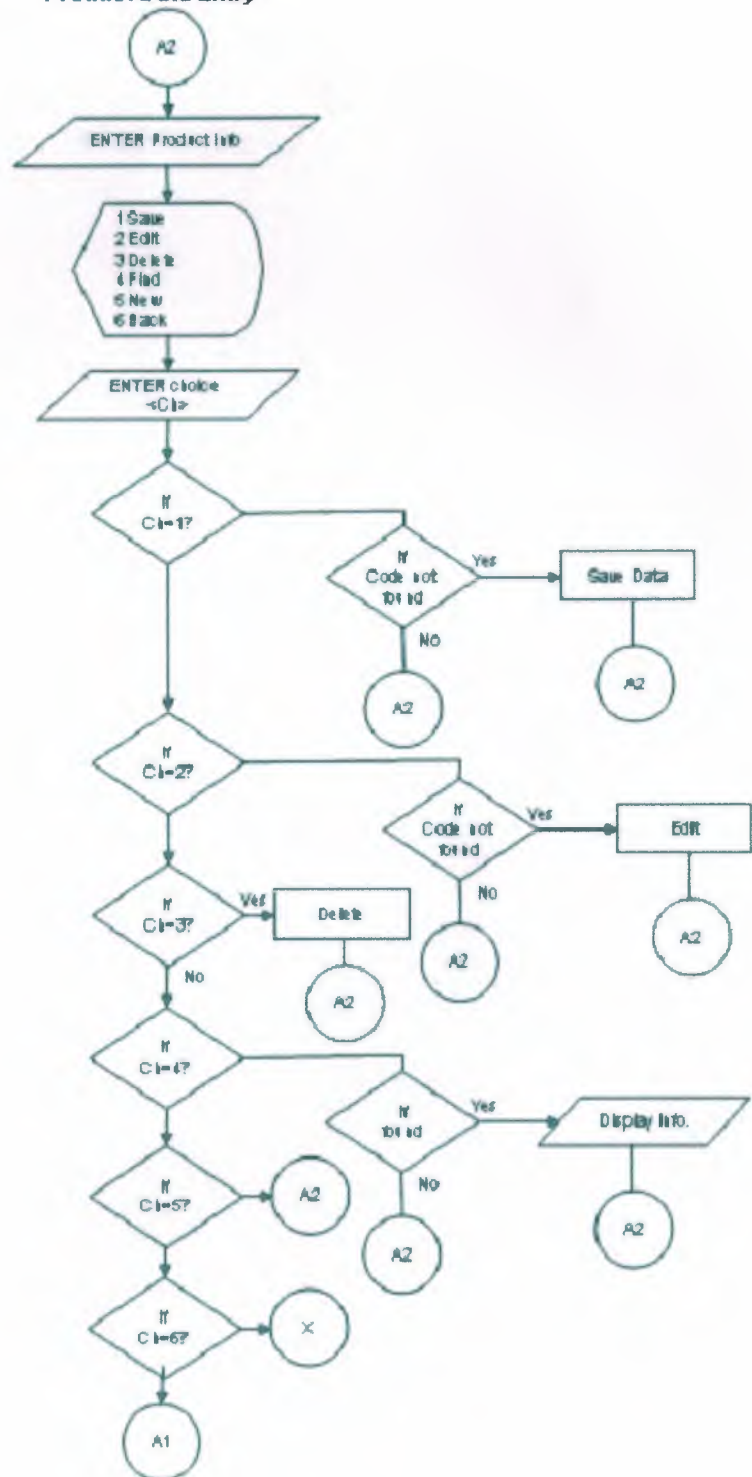 A2
ENTER Product Info
1 Save
2 Edit
3 Delete
4 Find
5 New
6 Back
ENTER choice
<Ch>
If
Ch=1?
If
Code not
found
Yes
Save Data
No
A2
A2
If
Ch=2?
If
Code not
found
Yes
Edit
No
A2
A2
If
Ch=3?
Yes
Delete
No
A2
If
Ch=4?
If
found
Yes
Display Info.
No
A2
A2
If
Ch=5?
A2
If
Ch=6?
X
A1